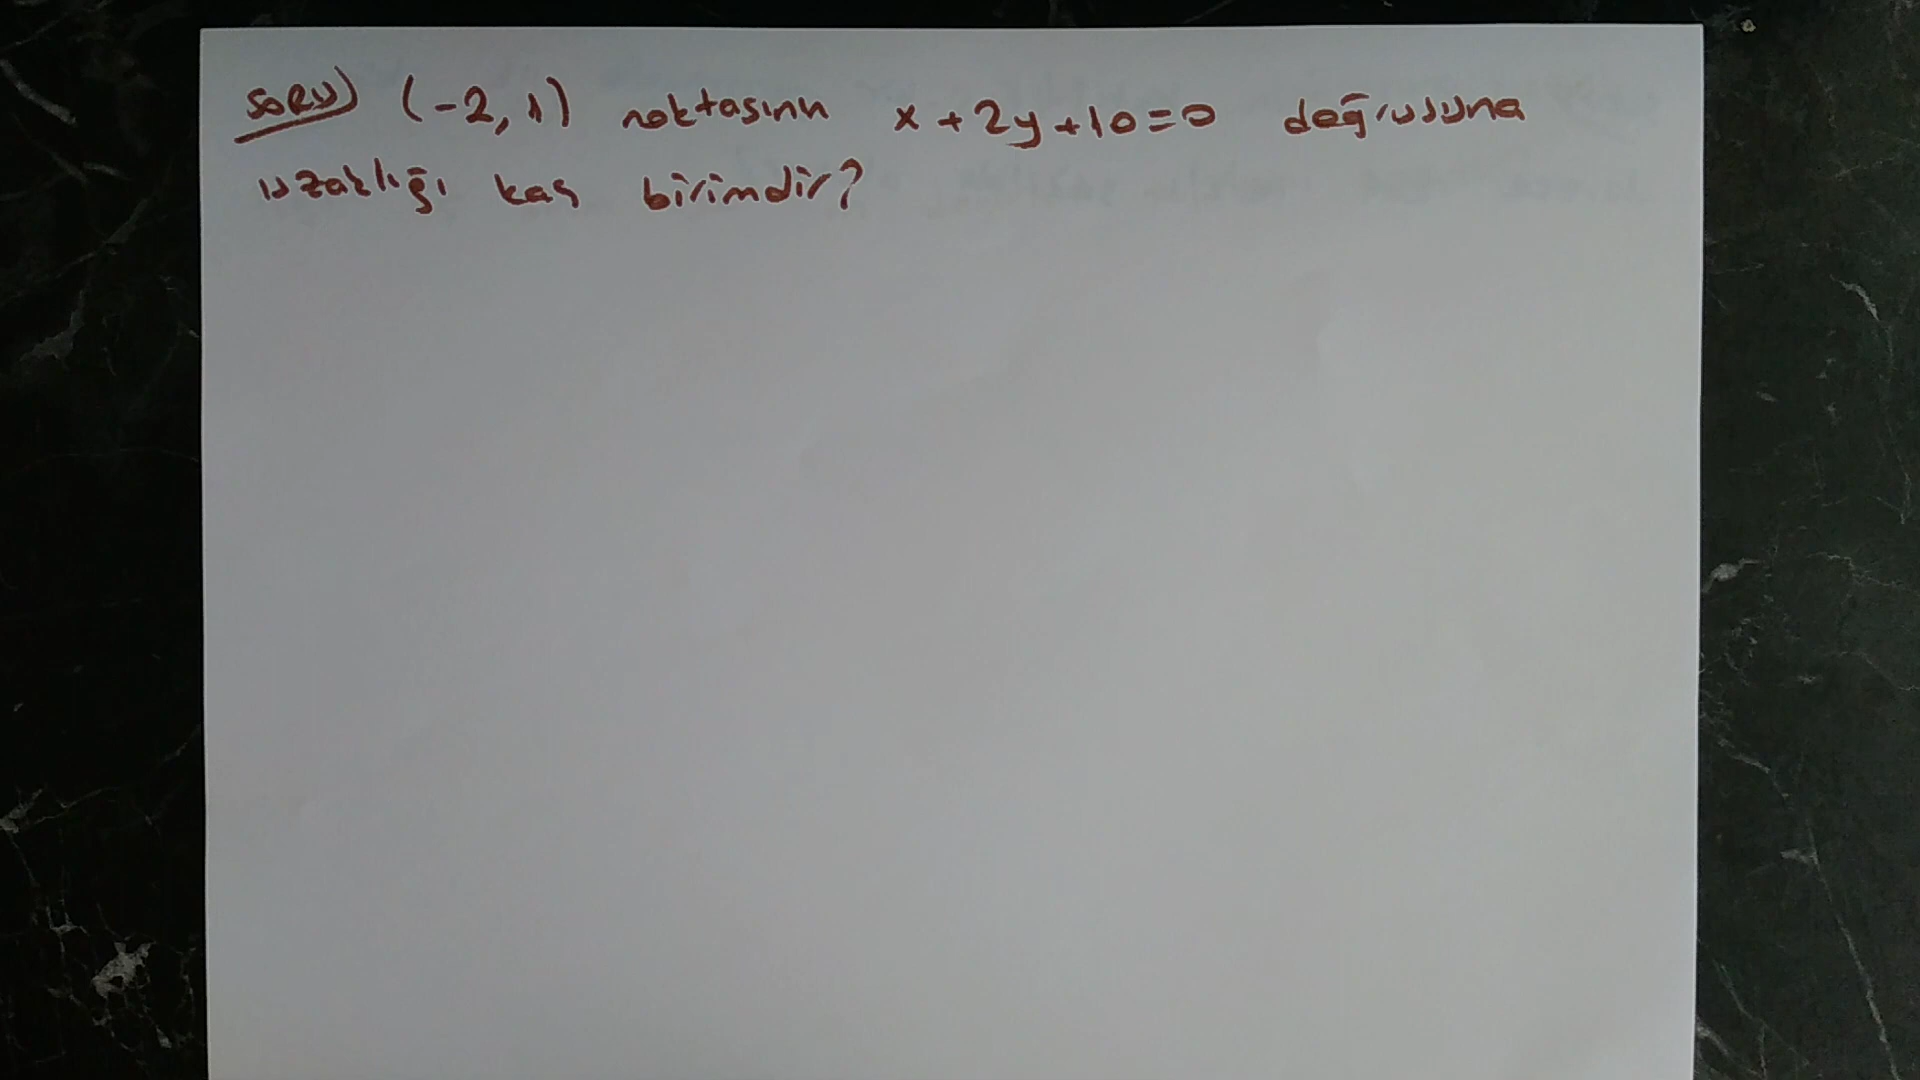 SORU) (-2,1) noktasının x+2y+10=0 doğrusuna
uzaklığı kaç birimdir?